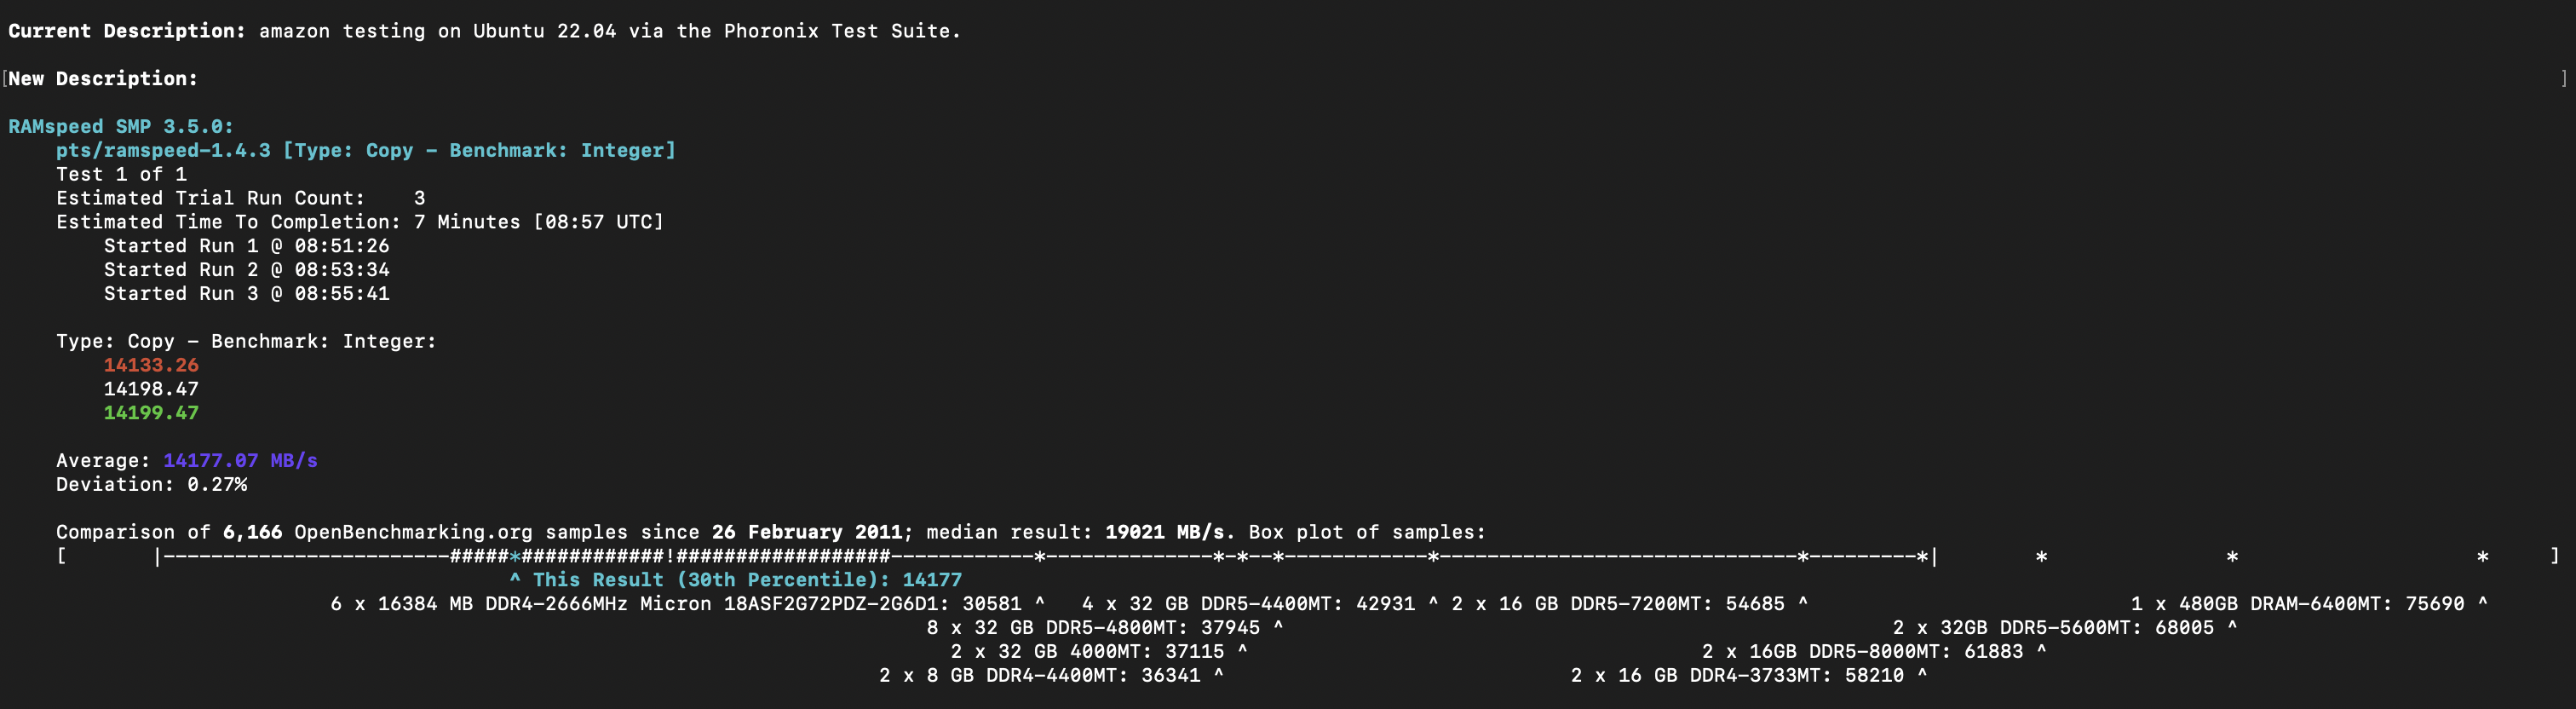 Current Description: amazon testing on Ubuntu 22.04 via the Phoronix Test Suite.
[New Description: ]
RAMspeed SMP 3.5.0:
pts/ramspeed-1.4.3 [Type: Copy - Benchmark: Integer]
Test 1 of 1
Estimated Trial Run Count:    3
Estimated Time To Completion: 7 Minutes [08:57 UTC]
Started Run 1 @ 08:51:26
Started Run 2 @ 08:53:34
Started Run 3 @ 08:55:41
Type: Copy - Benchmark: Integer:
14133.26
14198.47
14199.47
Average: 14177.07 MB/s
Deviation: 0.27%
Comparison of 6,166 OpenBenchmarking.org samples since 26 February 2011; median result: 19021 MB/s. Box plot of samples:
[       |------------------------#####*############!##################------------*--------------*-*--*------------*------------------------------*---------*|        *               *                    *     ]
^ This Result (30th Percentile): 14177
6 x 16384 MB DDR4-2666MHz Micron 18ASF2G72PDZ-2G6D1: 30581 ^   4 x 32 GB DDR5-4400MT: 42931 ^ 2 x 16 GB DDR5-7200MT: 54685 ^                           1 x 480GB DRAM-6400MT: 75690 ^
8 x 32 GB DDR5-4800MT: 37945 ^                                                   2 x 32GB DDR5-5600MT: 68005 ^
2 x 32 GB 4000MT: 37115 ^                                      2 x 16GB DDR5-8000MT: 61883 ^
2 x 8 GB DDR4-4400MT: 36341 ^                             2 x 16 GB DDR4-3733MT: 58210 ^